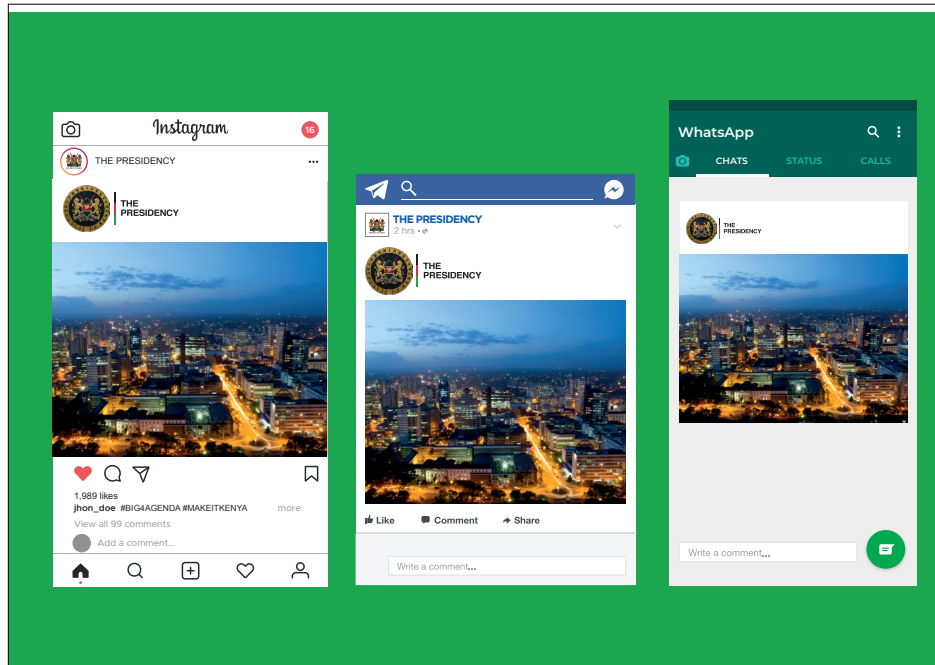 Instagram
16
THE PRESIDENCY
THE
PRESIDENCY
1,989 likes
jhon_doe #BIG4AGENDA #MAKEITKENYA more
View all 99 comments
Add a comment...
THE PRESIDENCY
2 hrs
THE
PRESIDENCY
Like Comment Share
Write a comment...
WhatsApp
CHATS STATUS CALLS
THE
PRESIDENCY
Write a comment...